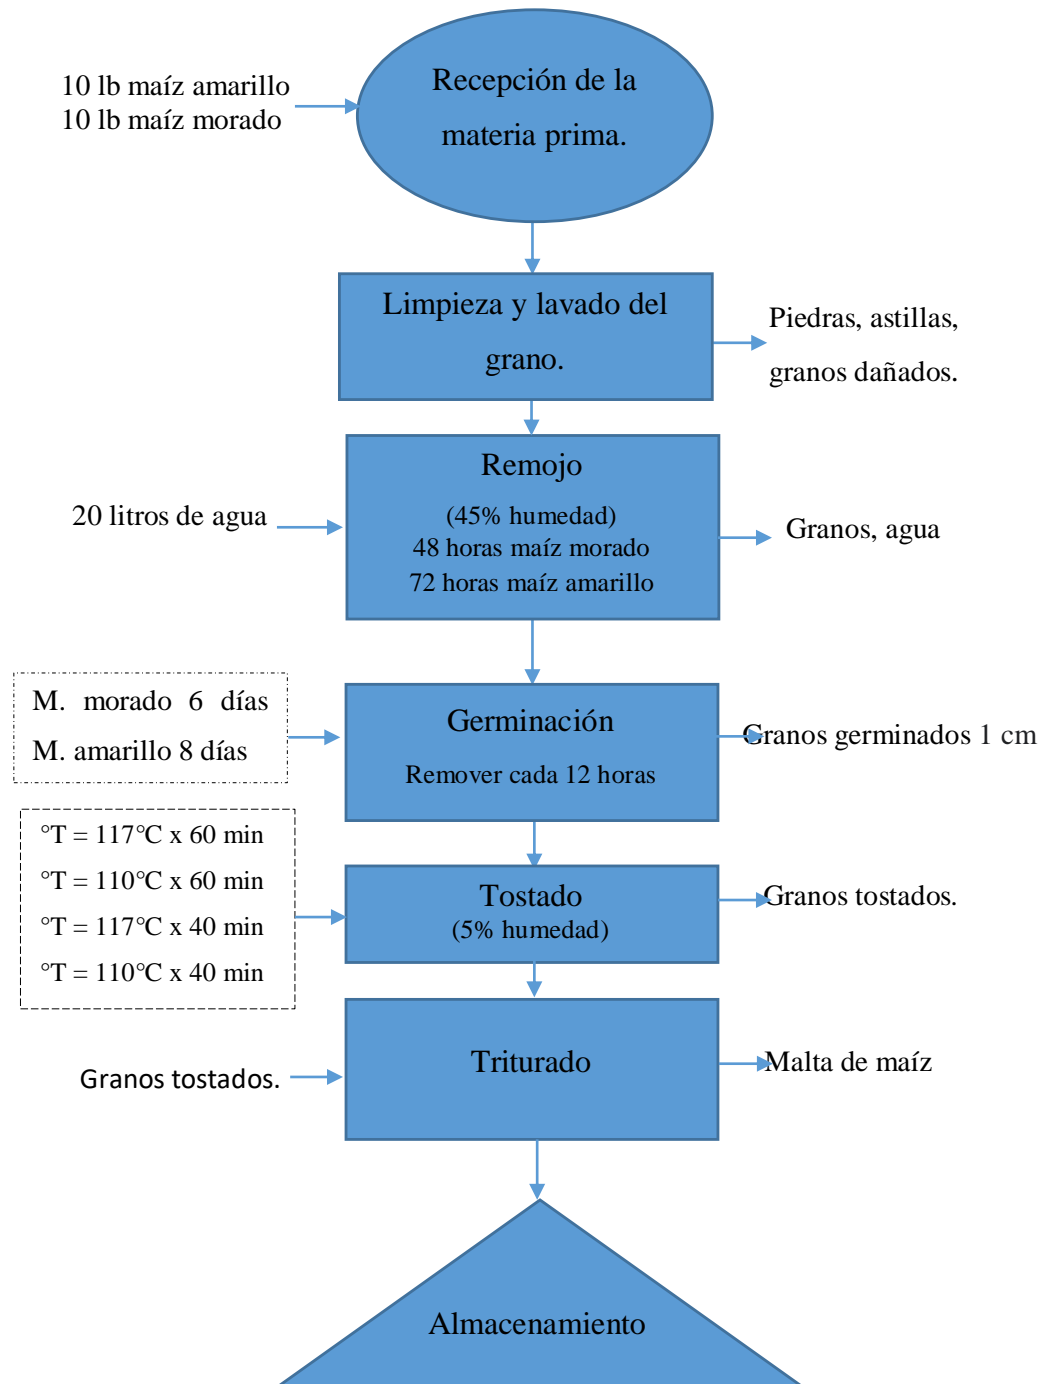 10 lb maíz amarillo
10 lb maíz morado
Recepción de la
materia prima.
Limpieza y lavado del
grano.
Piedras, astillas,
granos dañados.
20 litros de agua
Remojo
(45% humedad)
48 horas maíz morado
72 horas maíz amarillo
Granos, agua
M. morado 6 días
M. amarillo 8 días
Germinación
Remover cada 12 horas
Granos germinados 1 cm
°T = 117°C x 60 min
°T = 110°C x 60 min
°T = 117°C x 40 min
°T = 110°C x 40 min
Tostado
(5% humedad)
Granos tostados.
Granos tostados.
Triturado
Malta de maíz
Almacenamiento